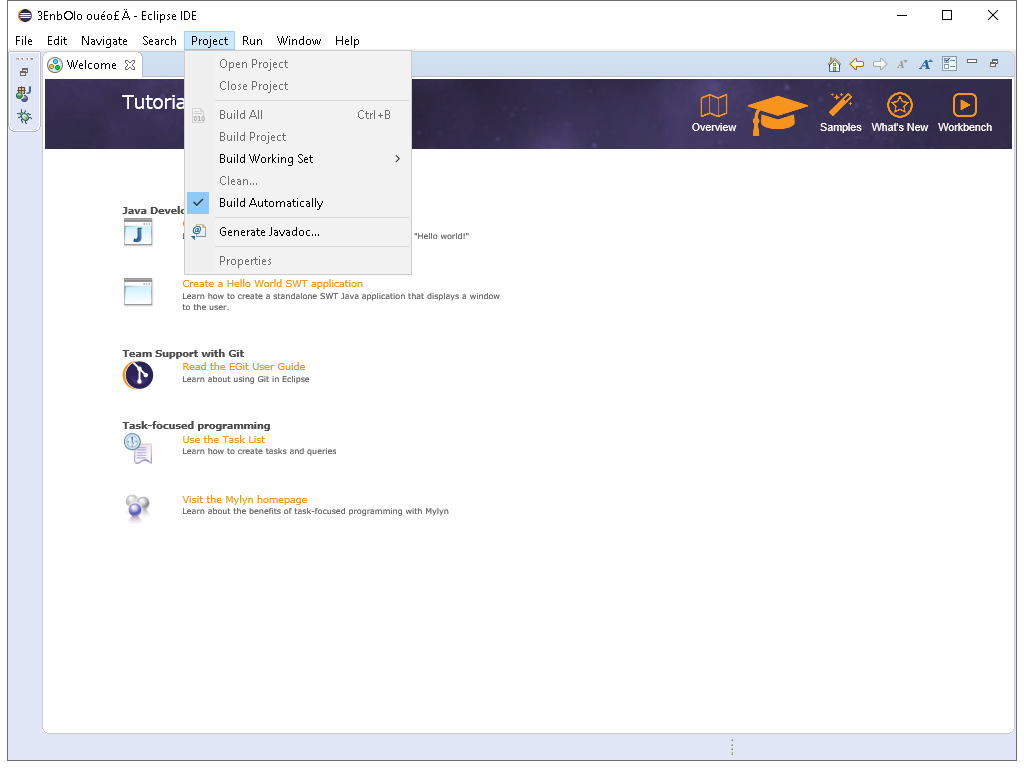 3EnbOlo ouéo£Ä - Eclipse IDE
File Edit Navigate Search Project Run Window Help
Welcome
Open Project
Close Project
Build All Ctrl+B
Build Project
Build Working Set
Clean...
Build Automatically
Generate Javadoc...
Properties
Overview Samples What's New Workbench
"Hello world!"
Create a Hello World SWT application
Learn how to create a standalone SWT Java application that displays a window
to the user.
Team Support with Git
Read the EGit User Guide
Learn about using Git in Eclipse
Task-focused programming
Use the Task List
Learn how to create tasks and queries
Visit the Mylyn homepage
Learn about the benefits of task-focused programming with Mylyn